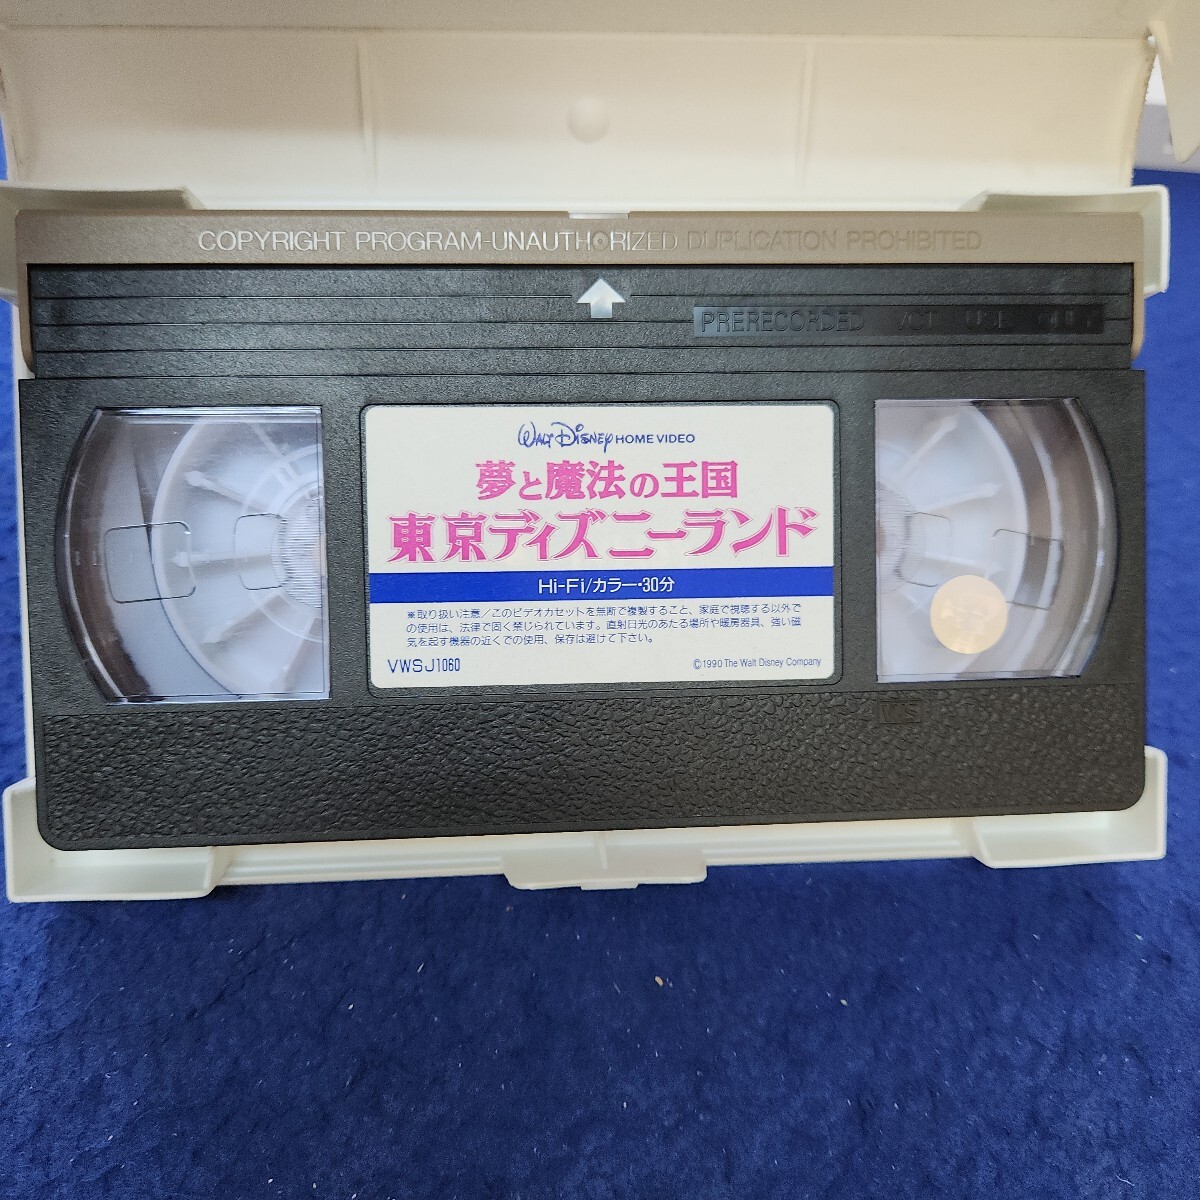 COPYRIGHT PROGRAM-UNAUTHORIZED DUPLICATION PROHIBITED
PRERECORDED VCT USE ONLY
WALT DISNEY HOME VIDEO
夢と魔法の王国
東京ディズニーランド
Hi-Fi/カラー・30分
※取り扱い注意/このビデオカセットを無断で複製すること、家庭で視聴する以外で
の使用は、法律で固く禁じられています。直射日光のあたる場所や暖房器具、強い磁
気を起す機器の近くでの使用、保存は避けて下さい。
VWSJ1060
©1990 The Walt Disney Company
VHS